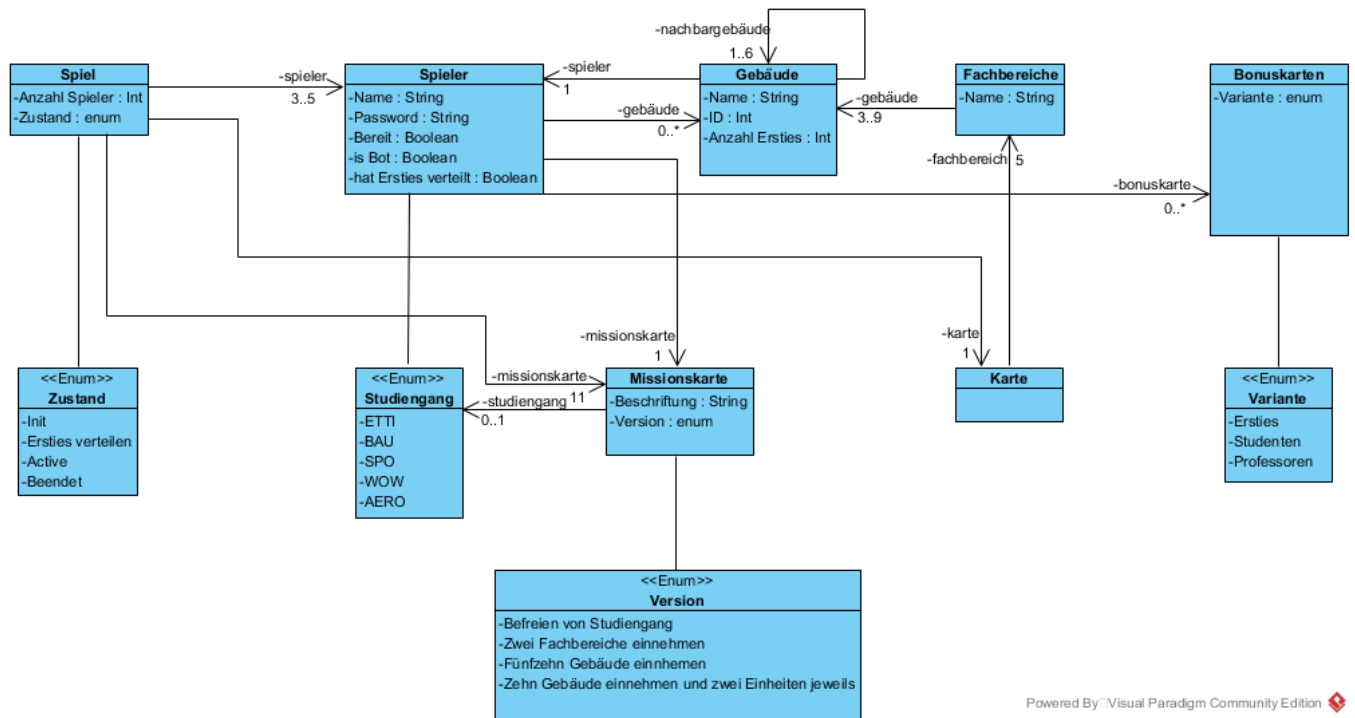 -nachbargebäude
1..6
Spiel
-Anzahl Spieler : Int
-Zustand : enum
-spieler
3..5
Spieler
-Name : String
-Password : String
-Bereit : Boolean
-is Bot : Boolean
-hat Ersties verteilt : Boolean
-spieler
1
-gebäude
0..*
Gebäude
-Name : String
-ID : Int
-Anzahl Ersties : Int
-gebäude
3..9
Fachbereiche
-Name : String
-fachbereich
5
Bonuskarten
-Variante : enum
-bonuskarte
0..*
-missionskarte
1
-karte
1
<<Enum>>
Zustand
-Init
-Ersties verteilen
-Active
-Beendet
<<Enum>>
Studiengang
-ETTI
-BAU
-SPO
-WOW
-AERO
-missionskarte
11
-studiengang
0..1
Missionskarte
-Beschriftung : String
-Version : enum
Karte
<<Enum>>
Variante
-Ersties
-Studenten
-Professoren
<<Enum>>
Version
-Befreien von Studiengang
-Zwei Fachbereiche einnehmen
-Fünfzehn Gebäude einnhemen
-Zehn Gebäude einnehmen und zwei Einheiten jeweils
Powered By Visual Paradigm Community Edition